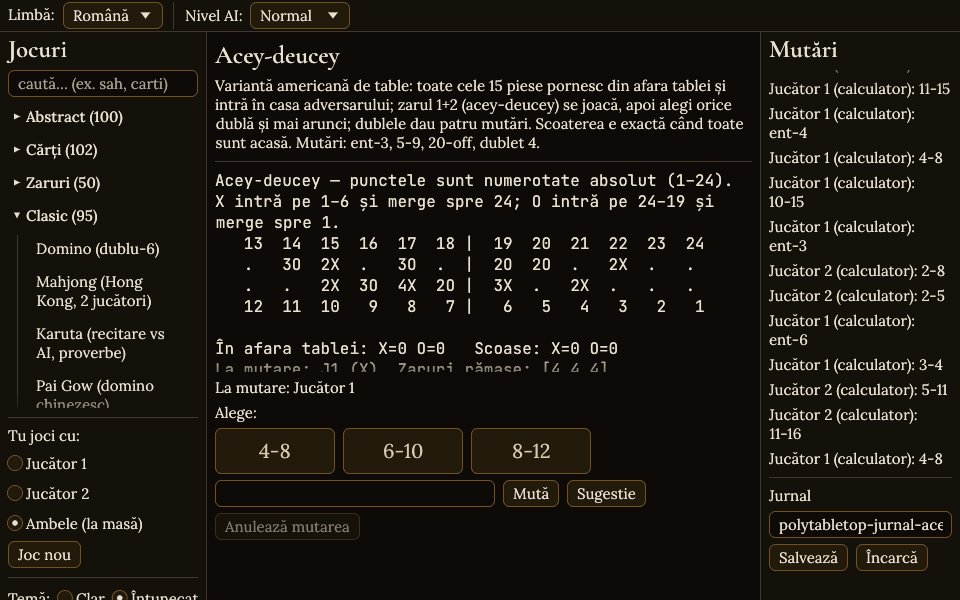 Limbă: Română Nivel AI: Normal
Jocuri
caută... (ex. sah, carti)
Abstract (100)
Cărți (102)
Zaruri (50)
Clasic (95)
Domino (dublu-6)
Mahjong (Hong
Kong, 2 jucători)
Karuta (recitare vs
AI, proverbe)
Pai Gow (domino
chinezesc)
Tu joci cu:
Jucător 1
Jucător 2
Ambele (la masă)
Joc nou
Temă: Clar Întunecat
Acey-deucey
Variantă americană de table: toate cele 15 piese pornesc din afara tablei și
intră în casa adversarului; zarul 1+2 (acey-deucey) se joacă, apoi alegi orice
dublă și mai arunci; dublele dau patru mutări. Scoaterea e exactă când toate
sunt acasă. Mutări: ent-3, 5-9, 20-off, dublet 4.
Acey-deucey — punctele sunt numerotate absolut (1–24).
X intră pe 1–6 și merge spre 24; O intră pe 24–19 și
merge spre 1.
13 14 15 16 17 18 | 19 20 21 22 23 24
. 3O 2X . 3O . | 2O 2O . 2X . .
. . 2X 3O 4X 2O | 3X . 2X . . .
12 11 10 9 8 7 | 6 5 4 3 2 1
În afara tablei: X=0 O=0 Scoase: X=0 O=0
La mutare: J1 (X) Zaruri rămase: [4, 4, 4]
La mutare: Jucător 1
Alege:
4-8 6-10 8-12
Mută Sugestie
Anulează mutarea
Mutări
Jucător 1 (calculator): 11-15
Jucător 1 (calculator):
ent-4
Jucător 1 (calculator): 4-8
Jucător 1 (calculator):
10-15
Jucător 1 (calculator):
ent-3
Jucător 2 (calculator): 2-8
Jucător 2 (calculator): 2-5
Jucător 1 (calculator):
ent-6
Jucător 1 (calculator): 3-4
Jucător 2 (calculator): 5-11
Jucător 2 (calculator):
11-16
Jucător 1 (calculator): 4-8
Jurnal
polytabletop-jurnal-ace
Salvează Încarcă